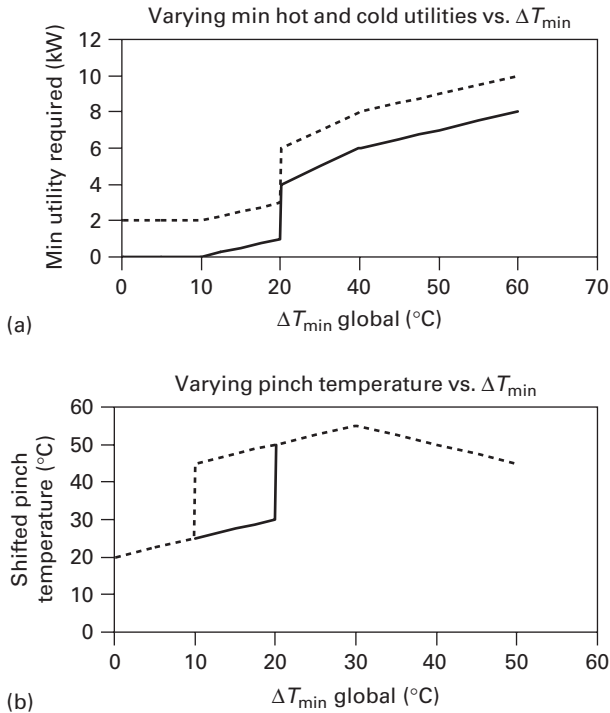 Varying min hot and cold utilities vs. ΔTmin
Min utility required (kW)
12
10
8
6
4
2
0
0 10 20 30 40 50 60 70
ΔTmin global (°C)
(a)
Varying pinch temperature vs. ΔTmin
Shifted pinch
temperature (°C)
60
50
40
30
20
10
0
0 10 20 30 40 50 60
ΔTmin global (°C)
(b)